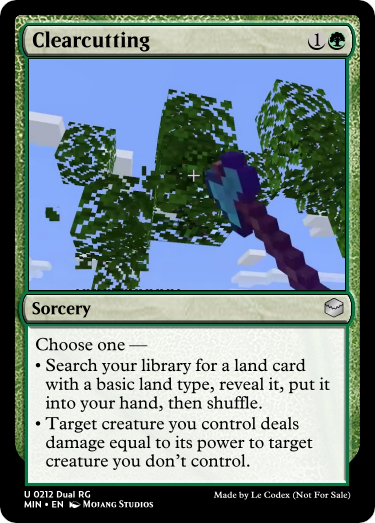 Clearcutting 1
Sorcery
Choose one —
• Search your library for a land card
with a basic land type, reveal it, put it
into your hand, then shuffle.
• Target creature you control deals
damage equal to its power to target
creature you don’t control.
U 0212 Dual RG
MIN • EN Mojang Studios
Made by Le Codex (Not For Sale)